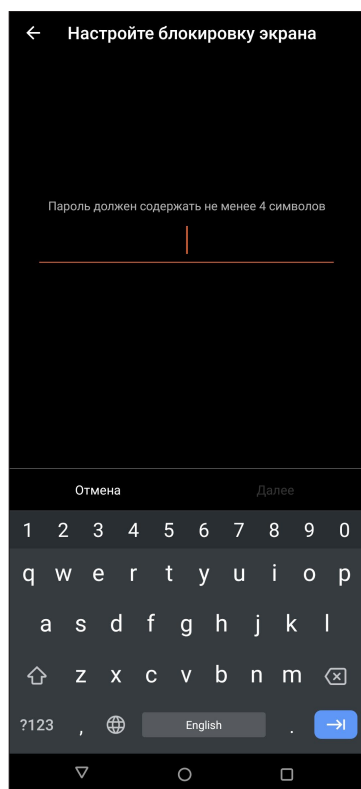 Настройте блокировку экрана
Пароль должен содержать не менее 4 символов
Отмена Далее
1 2 3 4 5 6 7 8 9 0
q w e r t y u i o p
a s d f g h j k l
z x c v b n m
?123 , English .